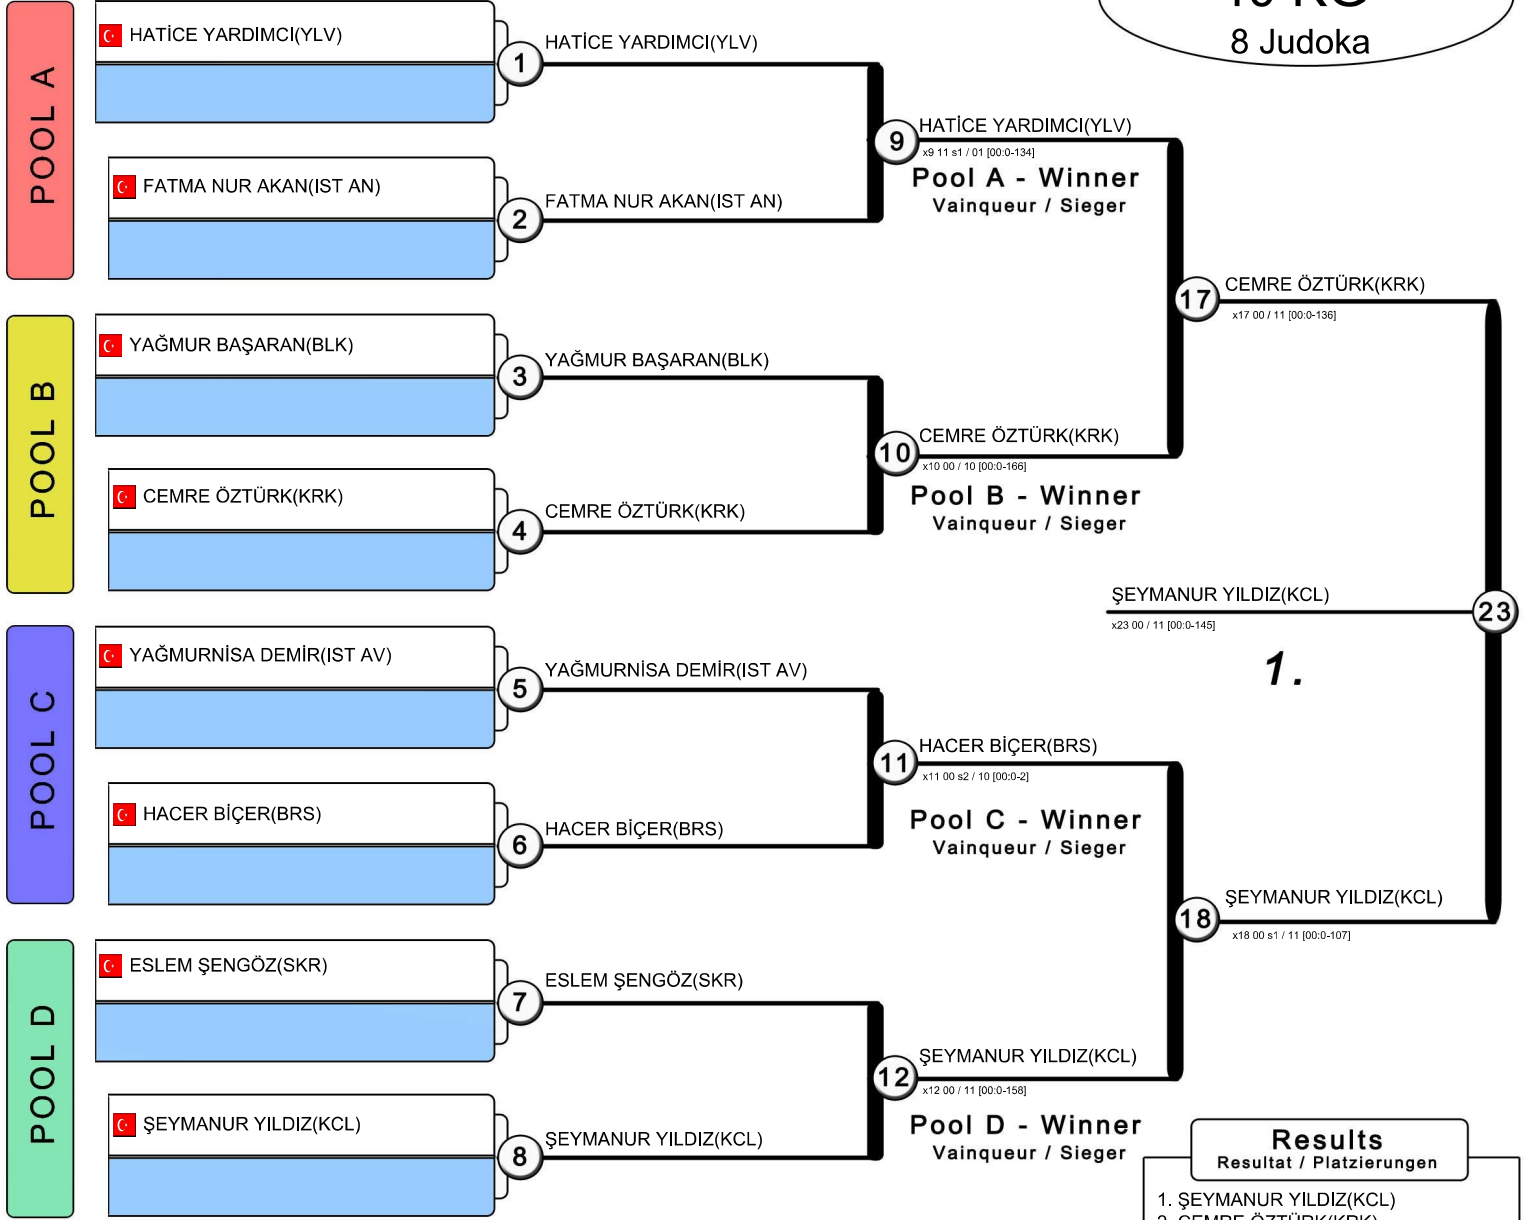 8 Judoka
POOL A
HATİCE YARDIMCI(YLV)
FATMA NUR AKAN(IST AN)
1
HATİCE YARDIMCI(YLV)
2
FATMA NUR AKAN(IST AN)
9
HATİCE YARDIMCI(YLV)
x9 11 s1 / 01 [00:0-134]
Pool A - Winner
Vainqueur / Sieger
POOL B
YAĞMUR BAŞARAN(BLK)
CEMRE ÖZTÜRK(KRK)
3
YAĞMUR BAŞARAN(BLK)
4
CEMRE ÖZTÜRK(KRK)
10
CEMRE ÖZTÜRK(KRK)
x10 00 / 10 [00:0-166]
Pool B - Winner
Vainqueur / Sieger
17
CEMRE ÖZTÜRK(KRK)
x17 00 / 11 [00:0-136]
ŞEYMANUR YILDIZ(KCL)
23
x23 00 / 11 [00:0-145]
1.
POOL C
YAĞMURNİSA DEMİR(IST AV)
HACER BİÇER(BRS)
5
YAĞMURNİSA DEMİR(IST AV)
6
HACER BİÇER(BRS)
11
HACER BİÇER(BRS)
x11 00 s2 / 10 [00:0-2]
Pool C - Winner
Vainqueur / Sieger
18
ŞEYMANUR YILDIZ(KCL)
x18 00 s1 / 11 [00:0-107]
POOL D
ESLEM ŞENGÖZ(SKR)
ŞEYMANUR YILDIZ(KCL)
7
ESLEM ŞENGÖZ(SKR)
8
ŞEYMANUR YILDIZ(KCL)
12
ŞEYMANUR YILDIZ(KCL)
x12 00 / 11 [00:0-158]
Pool D - Winner
Vainqueur / Sieger
Results
Resultat / Platzierungen
1. ŞEYMANUR YILDIZ(KCL)
2. CEMRE ÖZTÜRK(KRK)